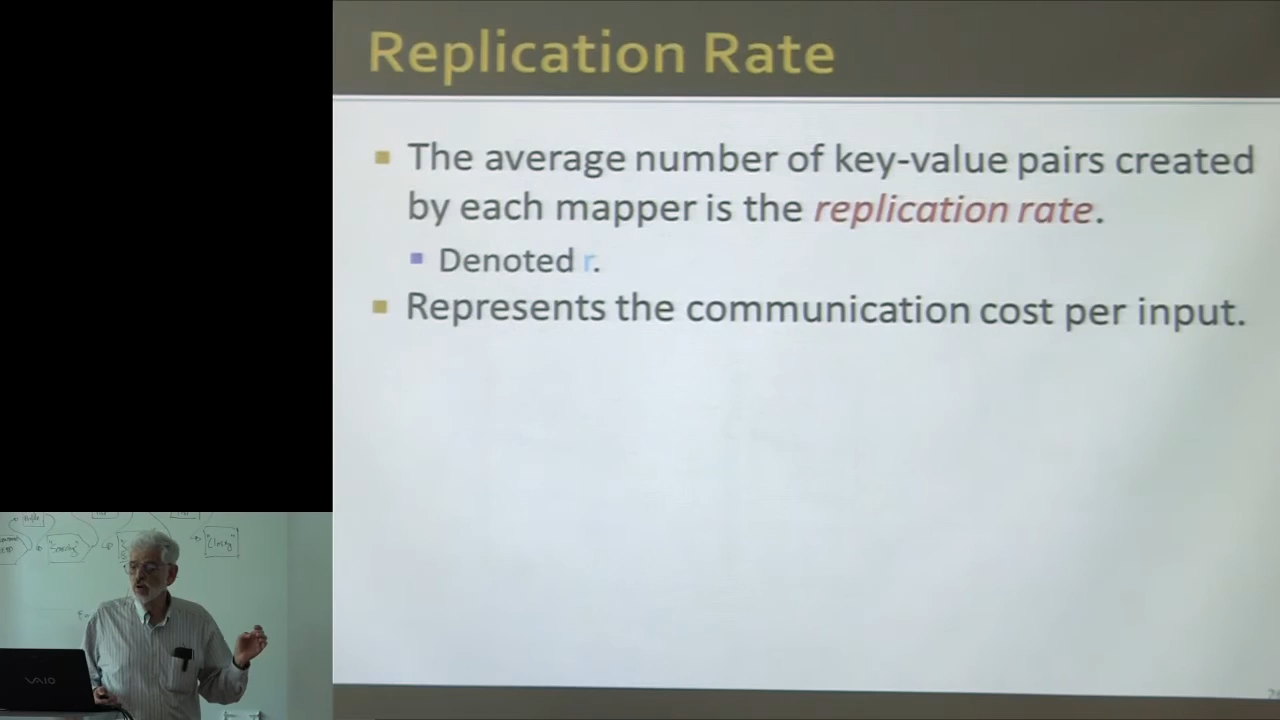 Replication Rate
The average number of key-value pairs created
by each mapper is the replication rate.
Denoted r.
Represents the communication cost per input.
VAIO